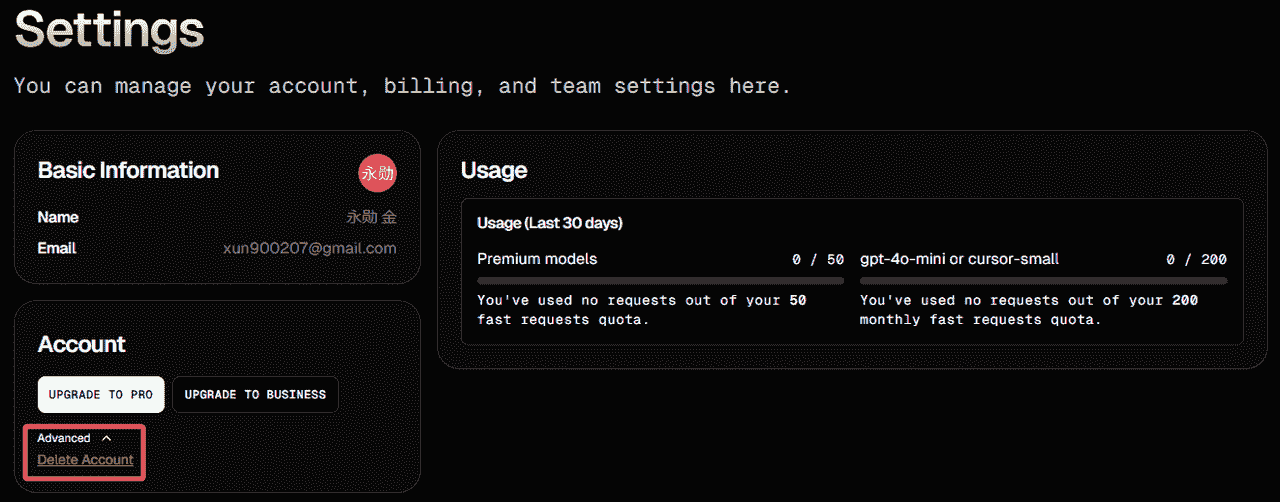 Settings
You can manage your account, billing, and team settings here.
Basic Information
永勋
Name 永勋 金
Email xun900207@gmail.com
Account
UPGRADE TO PRO UPGRADE TO BUSINESS
Advanced
Delete Account
Usage
Usage (Last 30 days)
Premium models 0 / 50
You've used no requests out of your 50
fast requests quota.
gpt-4o-mini or cursor-small 0 / 200
You've used no requests out of your 200
monthly fast requests quota.